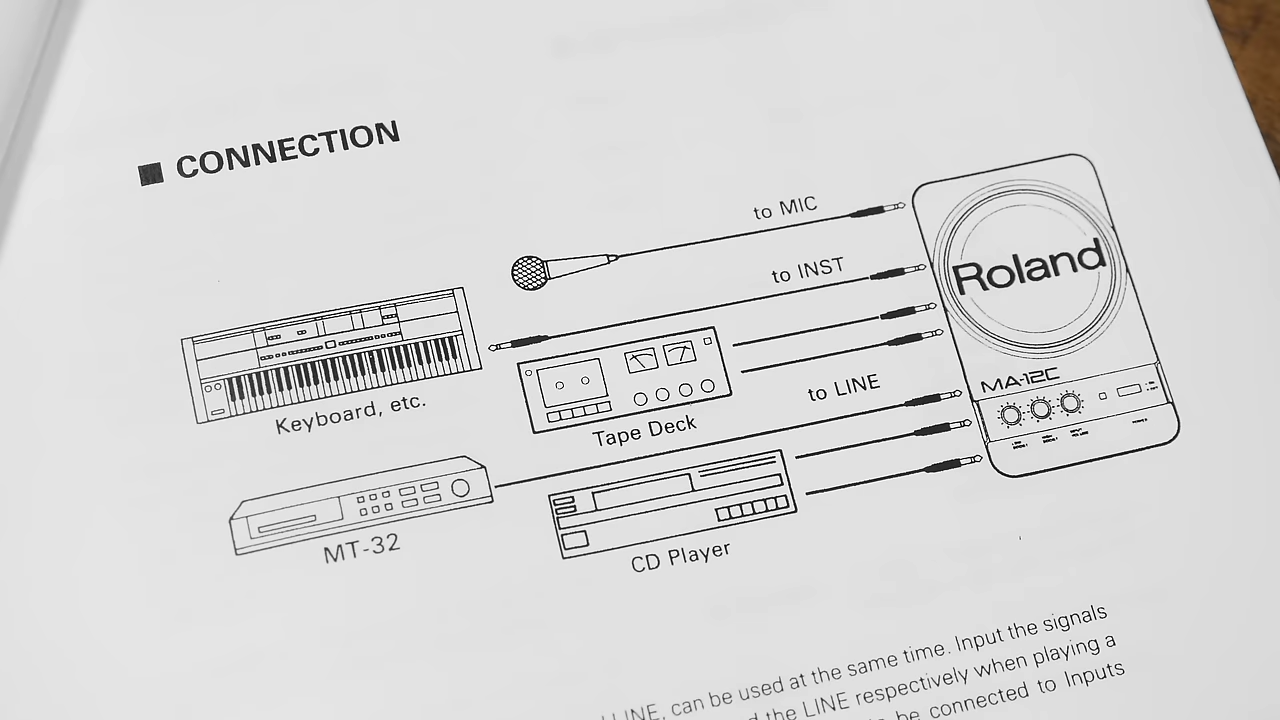 ■ CONNECTION
to MIC
to INST
Roland
Keyboard, etc.
Tape Deck
to LINE
MA-12C
MT-32
CD Player
LINE, can be used at the same time. Input the signals
the LINE respectively when playing a
be connected to Inputs